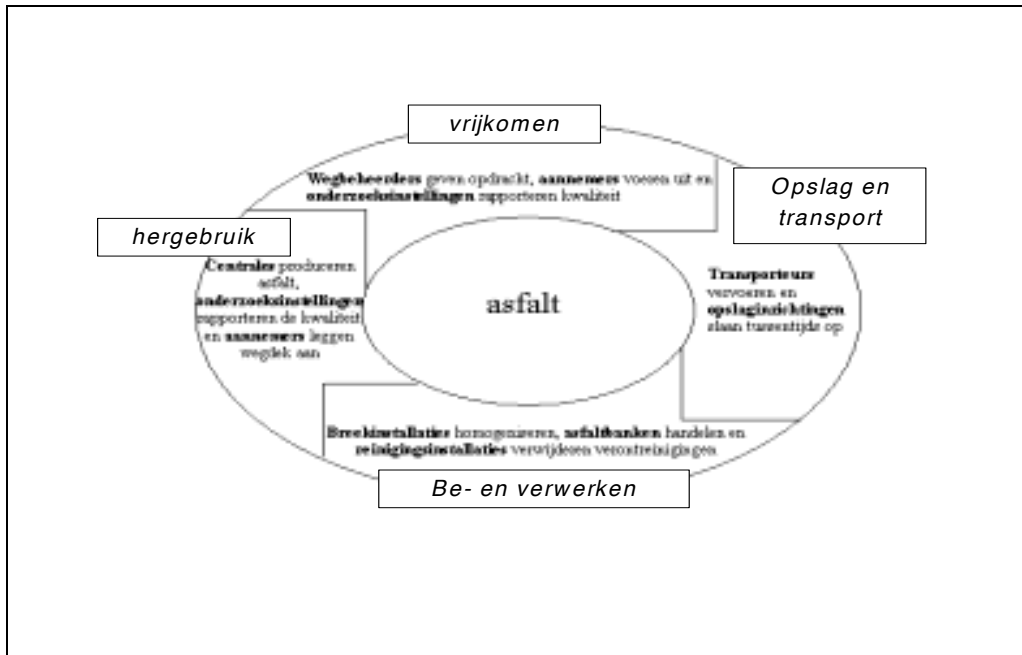 vrijkomen
Wegbeheerders geven opdracht, aannemers voeren uit en
onderzoeksinstellingen rapporteren kwaliteit
Opslag en
transport
Transporteurs
vervoeren en
opslaginrichtingen
slaan tussentijds op
Be- en verwerken
Breekinstallaties homogeniseren, asfaltbanken handelen en
reinigingsinstallaties verwijderen verontreinigingen
hergebruik
Centrales produceren
asfalt,
onderzoeksinstellingen
rapporteren de kwaliteit
en aannemers leggen
wegdek aan
asfalt